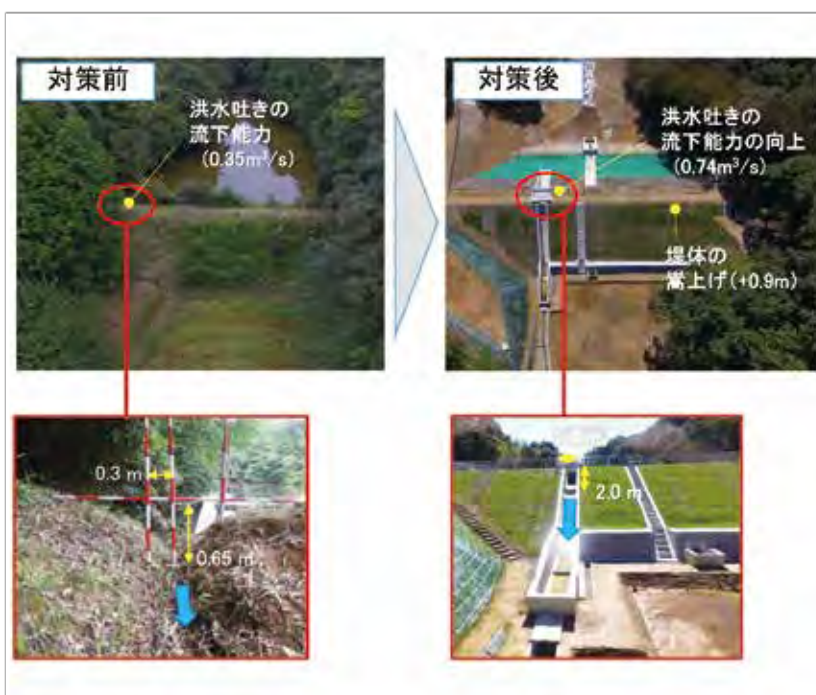 対策前
洪水吐きの
流下能力
(0.35m³/s)
対策後
洪水吐きの
流下能力の向上
(0.74m³/s)
堤体の
嵩上げ(+0.9m)
0.3 m
0.65 m
2.0 m